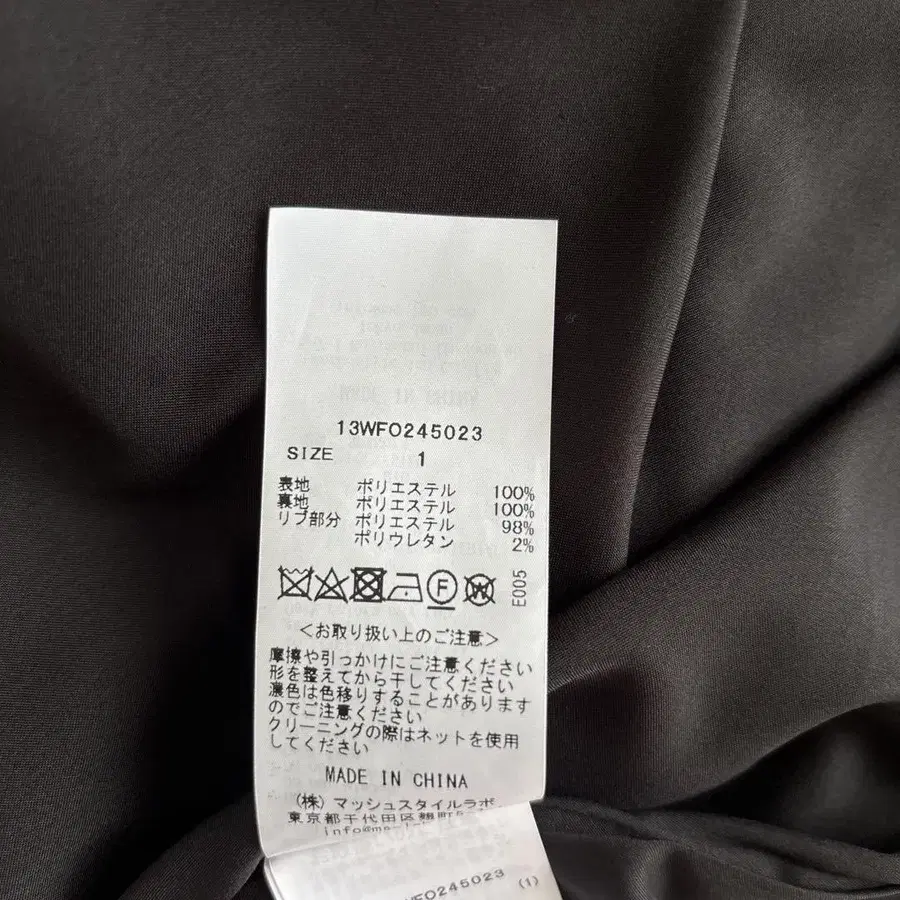 13WFO245023
SIZE 1
表地 ポリエステル 100%
裏地 ポリエステル 100%
リブ部分 ポリエステル 98%
ポリウレタン 2%
F W E005
<お取り扱い上のご注意>
摩擦や引っかけにご注意ください
形を整えてから干してください
濃色は色移りすることがあります
のでご注意ください
クリーニングの際はネットを使用
してください
MADE IN CHINA
(株) マッシュスタイルラボ
東京都千代田区麹町
WFO245023 (1)